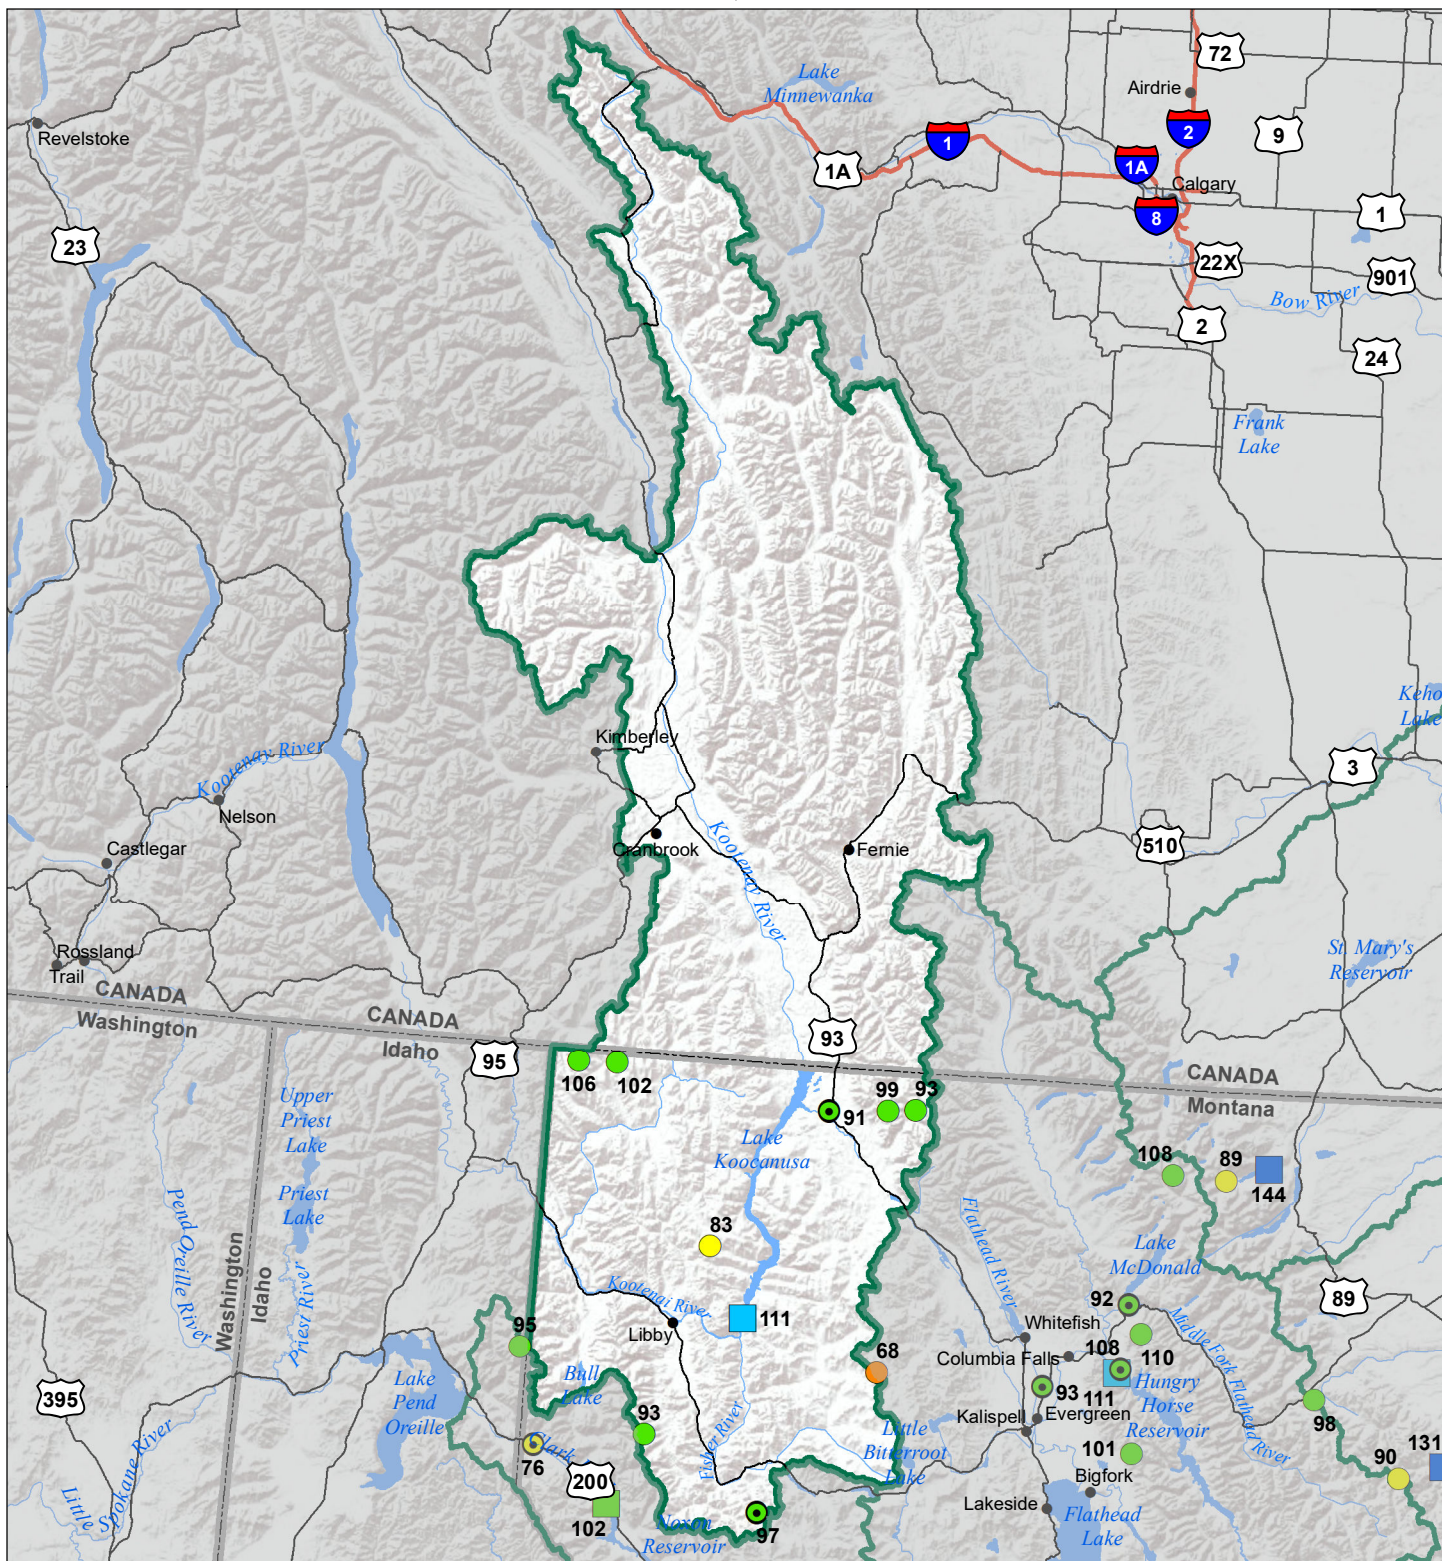 72
Airdrie
Lake
Minnewanka
2
9
1
1A
1A
Revelstoke
Calgary
8
1
23
22X
901
Bow River
2
24
Frank
Lake
Keho
Lake
Kimberley
3
Kootenay River
Nelson
Kootenay River
Cranbrook
Fernie
510
Castlegar
Rossland
Trail
St. Mary's
Reservoir
CANADA
Washington
CANADA
Idaho
93
95
106
102
CANADA
Montana
Upper
Priest
Lake
91
99
93
Lake
Koocanusa
108
89
144
Priest
Lake
Pend Oreille River
Flathead River
Washington
Idaho
Priest River
83
Lake
McDonald
Kootenai River
89
92
Middle Fork Flathead River
95
Libby
111
Whitefish
68
Columbia Falls
108
110
Bull
Lake
111
93
Hungry
Horse
Reservoir
395
Lake
Pend
Oreille
98
Kalispell
Evergreen
93
Fisher River
Little
Bitterroot
Lake
Clark
76
101
131
90
Little Spokane River
200
Bigfork
102
Noxon
Reservoir
97
Lakeside
Flathead
Lake